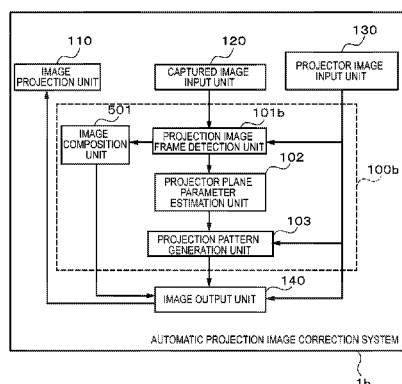 110
120
130
IMAGE
PROJECTION UNIT
CAPTURED IMAGE
INPUT UNIT
PROJECTOR IMAGE
INPUT UNIT
501
101b
IMAGE
COMPOSITION
UNIT
PROJECTION IMAGE
FRAME DETECTION UNIT
102
100b
PROJECTOR PLANE
PARAMETER
ESTIMATION UNIT
103
PROJECTION PATTERN
GENERATION UNIT
140
IMAGE OUTPUT UNIT
AUTOMATIC PROJECTION IMAGE CORRECTION SYSTEM
1b